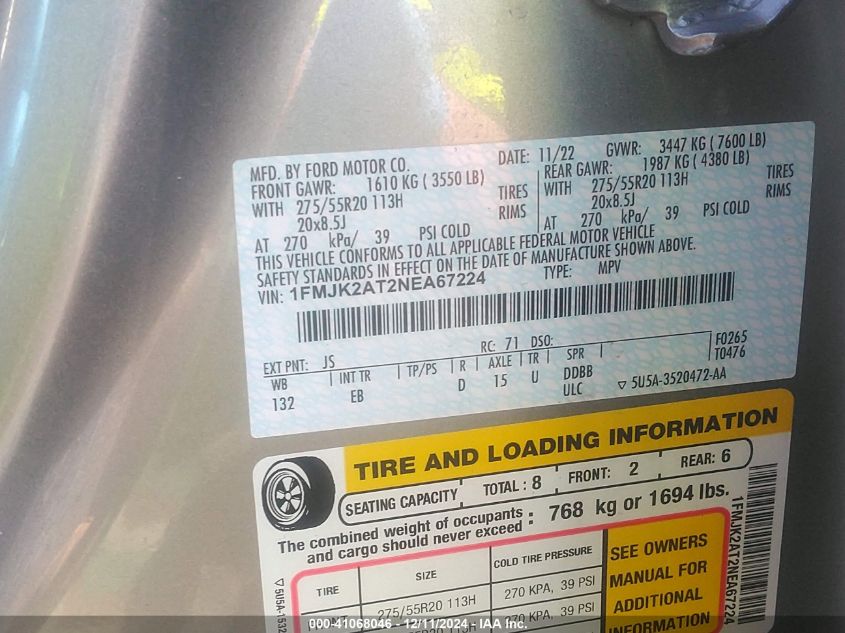 MFD. BY FORD MOTOR CO. DATE: 11/22 GVWR: 3447 KG ( 7600 LB)
FRONT GAWR: 1610 KG ( 3550 LB) REAR GAWR: 1987 KG ( 4380 LB)
WITH 275/55R20 113H TIRES WITH 275/55R20 113H TIRES
20x8.5J RIMS 20x8.5J RIMS
AT 270 kPa/ 39 PSI COLD AT 270 kPa/ 39 PSI COLD
THIS VEHICLE CONFORMS TO ALL APPLICABLE FEDERAL MOTOR VEHICLE
SAFETY STANDARDS IN EFFECT ON THE DATE OF MANUFACTURE SHOWN ABOVE.
VIN: 1FMJK2AT2NEA67224 TYPE: MPV
EXT PNT: JS RC: 71 DSO: F0265
T0476
WB INT TR TP/PS R AXLE TR SPR
132 EB D 15 U DDBB
ULC ▽ 5U5A-3520472-AA
TIRE AND LOADING INFORMATION
SEATING CAPACITY TOTAL : 8 FRONT: 2 REAR: 6
The combined weight of occupants
and cargo should never exceed : 768 kg or 1694 lbs.
TIRE SIZE COLD TIRE PRESSURE
275/55R20 113H 270 KPA, 39 PSI
SEE OWNERS
MANUAL FOR
ADDITIONAL
INFORMATION
1FMJK2AT2NEA67224
000-41068046 - 12/11/2024 - IAA Inc.